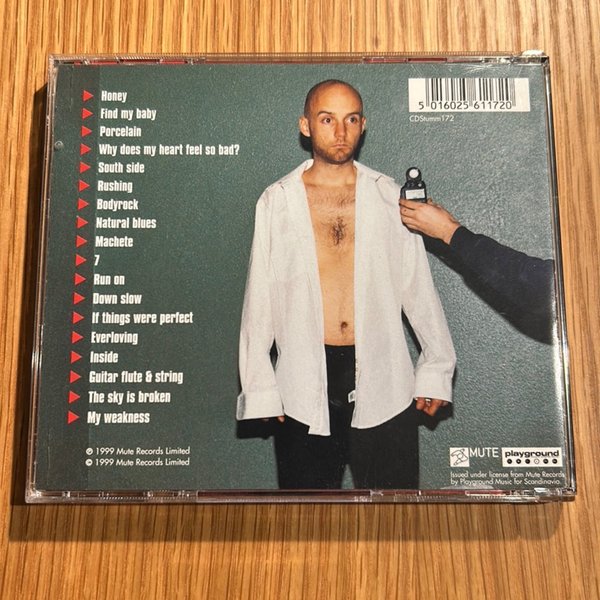 Honey
Find my baby
Porcelain
Why does my heart feel so bad?
South side
Rushing
Bodyrock
Natural blues
Machete
7
Run on
Down slow
If things were perfect
Everloving
Inside
Guitar flute & string
The sky is broken
My weakness
℗ 1999 Mute Records Limited
© 1999 Mute Records Limited
5 016025 611720
CDStumm172
MUTE
playground
Issued under license from Mute Records
by Playground Music for Scandinavia.